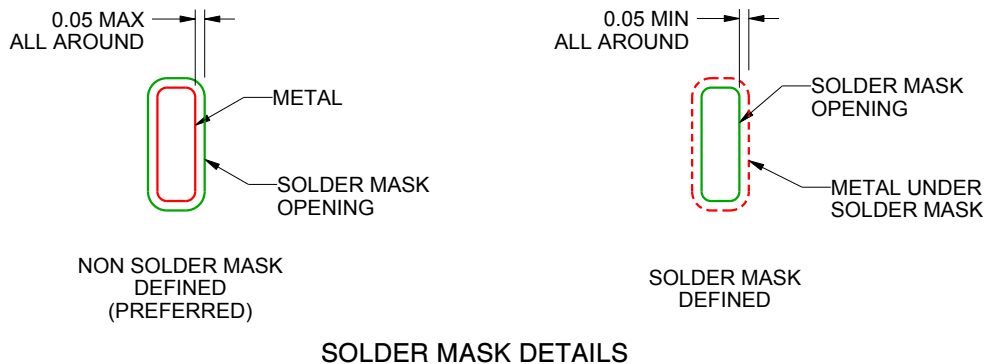 0.05 MAX
ALL AROUND
METAL
SOLDER MASK
OPENING
NON SOLDER MASK
DEFINED
(PREFERRED)
0.05 MIN
ALL AROUND
SOLDER MASK
OPENING
METAL UNDER
SOLDER MASK
SOLDER MASK
DEFINED
SOLDER MASK DETAILS